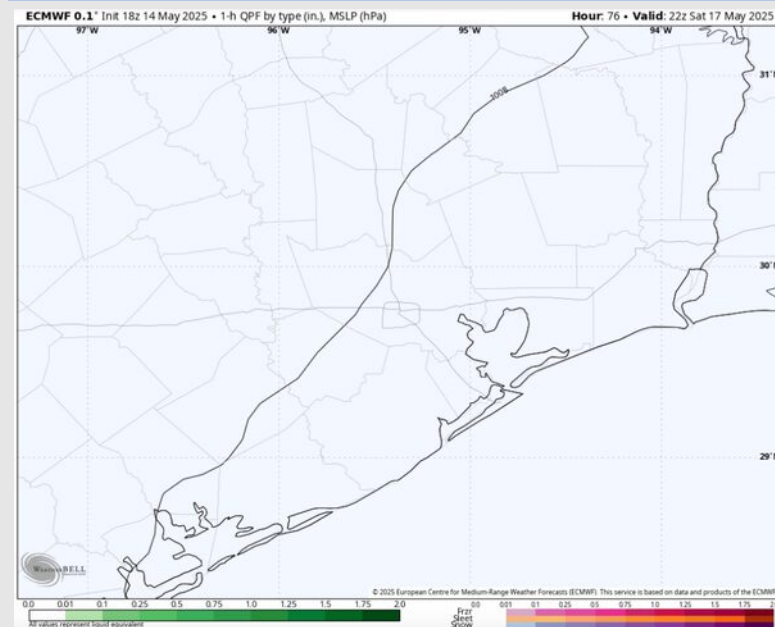 ECMWF 0.1° Init 18z 14 May 2025 • 1-h QPF by type (in.), MSLP (hPa)
Hour: 76 • Valid: 22z Sat 17 May 2025
97°W 96°W 95°W 94°W
31°
1008
30°
29°
WeatherBELL
© 2025 European Centre for Medium-Range Weather Forecasts (ECMWF). This service is based on data and products of the ECMWF
0.0 0.01 0.1 0.25 0.5 0.75 1.0 1.25 1.5 1.75 2.0
0.0 0.01 0.1 0.25 0.5 0.75 1.0 1.25 1.5 1.75
Frzr
Sleet
Snow
All values represent liquid equivalent